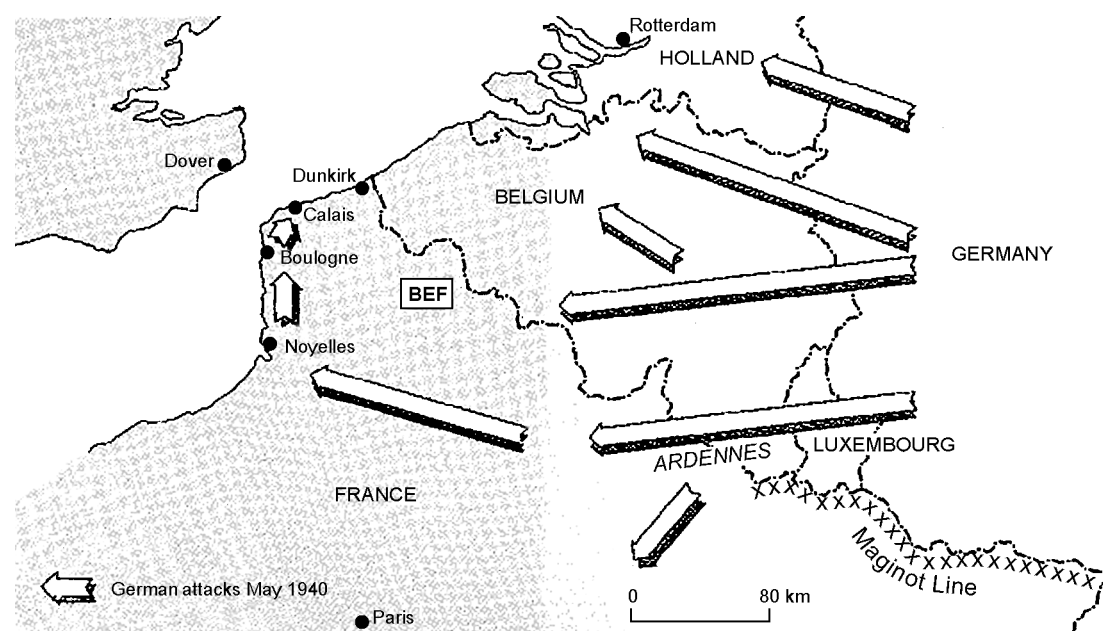 Rotterdam
HOLLAND
Dover
Dunkirk
Calais
BELGIUM
Boulogne
GERMANY
BEF
Noyelles
ARDENNES
LUXEMBOURG
FRANCE
XXXXXXXXXXXXXXXXXXXXXXXXXX
Maginot Line
German attacks May 1940
0 80 km
Paris